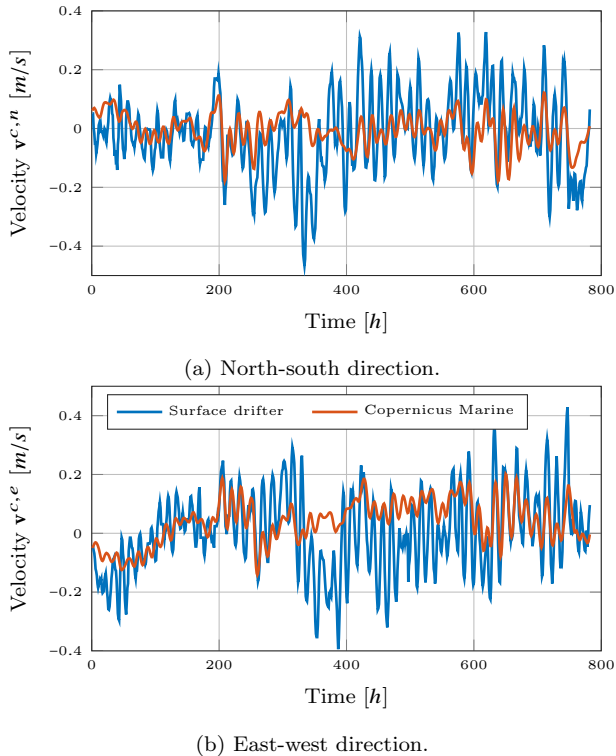 0.4
0.2
0
−0.2
−0.4
Velocity v^{c,n} [m/s]
0 200 400 600 800
Time [h]
(a) North-south direction.
Surface drifter Copernicus Marine
0.4
0.2
0
−0.2
−0.4
Velocity v^{c,e} [m/s]
0 200 400 600 800
Time [h]
(b) East-west direction.